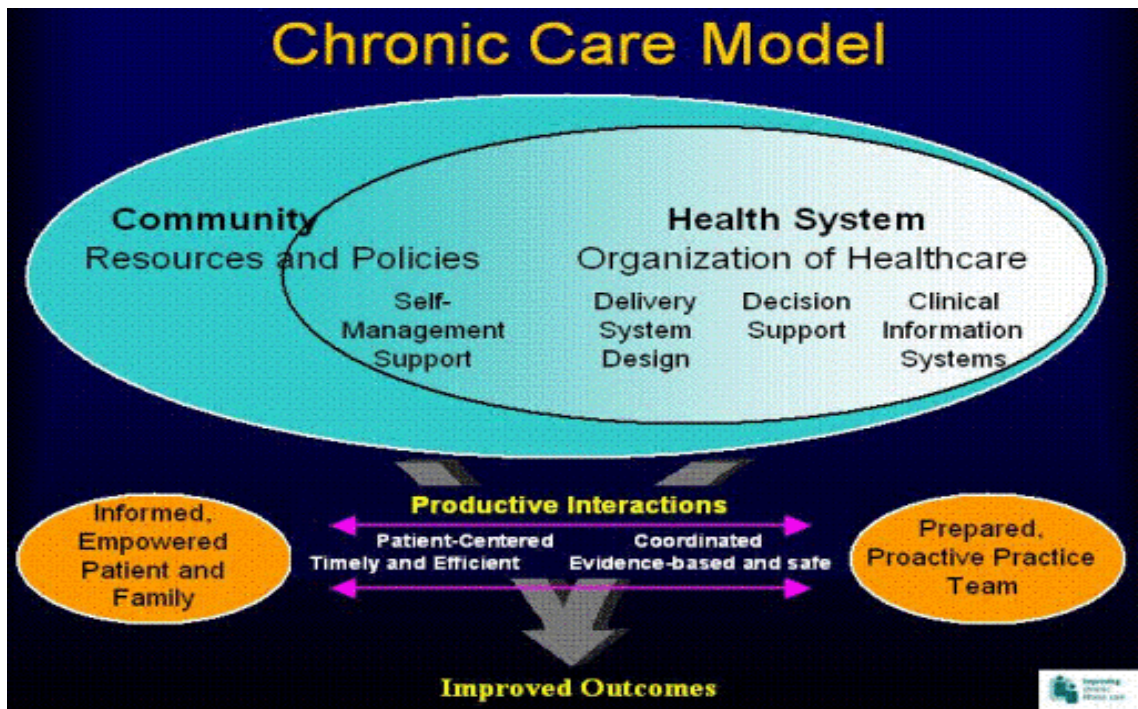 Chronic Care Model
Community
Resources and Policies
Health System
Organization of Healthcare
Self-
Management
Support
Delivery
System
Design
Decision
Support
Clinical
Information
Systems
Informed,
Empowered
Patient and
Family
Productive Interactions
Patient-Centered
Timely and Efficient
Coordinated
Evidence-based and safe
Prepared,
Proactive Practice
Team
Improved Outcomes